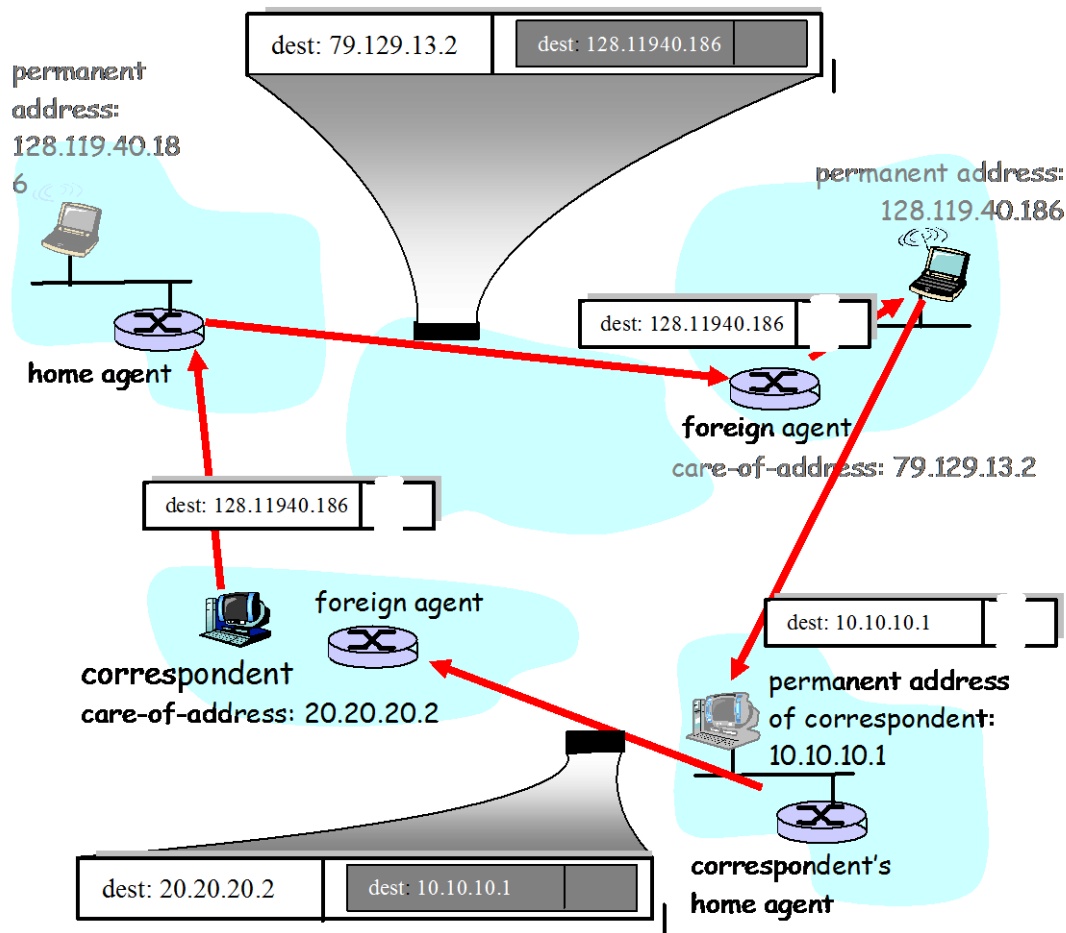 dest: 79.129.13.2 dest: 128.11940.186
permanent
address:
128.119.40.18
6
permanent address:
128.119.40.186
dest: 128.11940.186
home agent
foreign agent
care-of-address: 79.129.13.2
dest: 128.11940.186
foreign agent
correspondent
care-of-address: 20.20.20.2
dest: 10.10.10.1
permanent address
of correspondent:
10.10.10.1
dest: 20.20.20.2 dest: 10.10.10.1
correspondent's
home agent